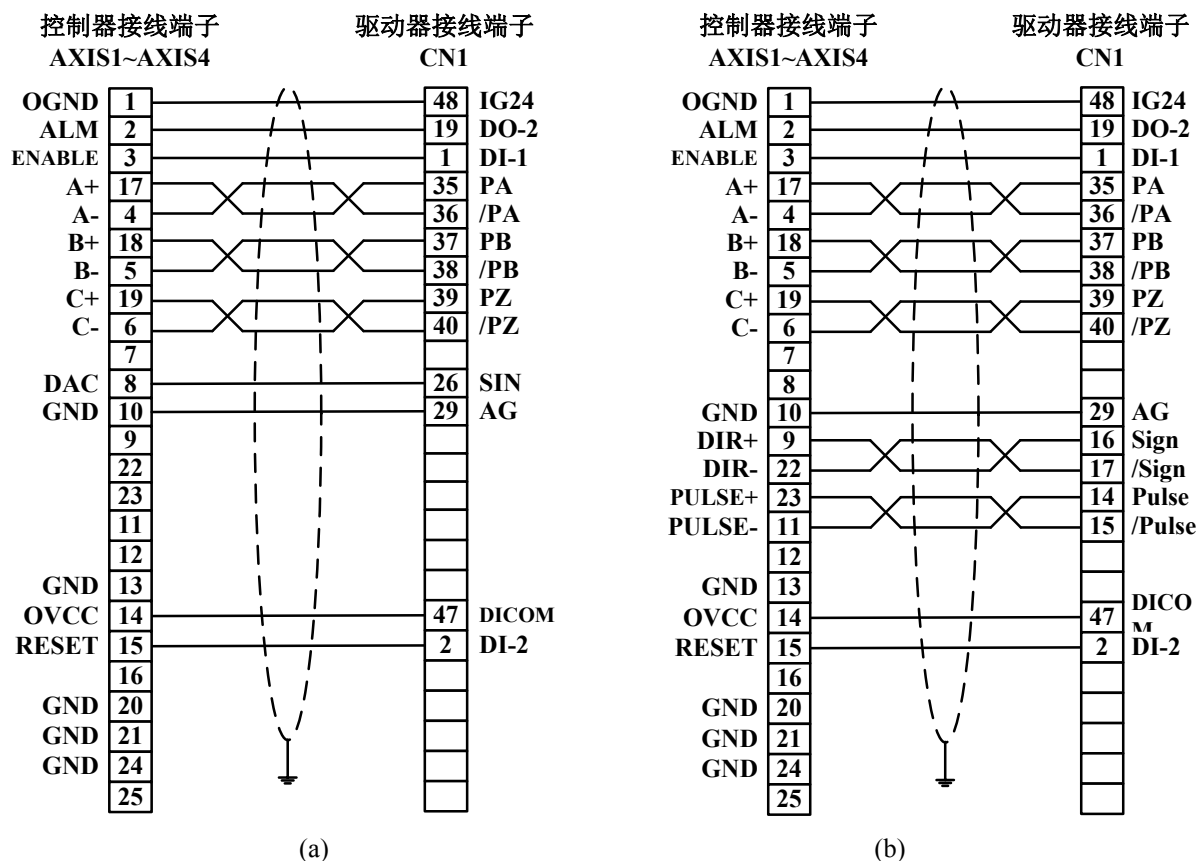 控制器接线端子 驱动器接线端子
AXIS1~AXIS4 CN1
OGND 1 48 IG24
ALM 2 19 DO-2
ENABLE 3 1 DI-1
A+ 17 35 PA
A- 4 36 /PA
B+ 18 37 PB
B- 5 38 /PB
C+ 19 39 PZ
C- 6 40 /PZ
7
DAC 8 26 SIN
GND 10 29 AG
9
22
23
11
12
GND 13
OVCC 14 47 DICOM
RESET 15 2 DI-2
16
GND 20
GND 21
GND 24
25
(a)
控制器接线端子 驱动器接线端子
AXIS1~AXIS4 CN1
OGND 1 48 IG24
ALM 2 19 DO-2
ENABLE 3 1 DI-1
A+ 17 35 PA
A- 4 36 /PA
B+ 18 37 PB
B- 5 38 /PB
C+ 19 39 PZ
C- 6 40 /PZ
7
8
GND 10 29 AG
DIR+ 9 16 Sign
DIR- 22 17 /Sign
PULSE+ 23 14 Pulse
PULSE- 11 15 /Pulse
12
GND 13
OVCC 14 47 DICO
M
RESET 15 2 DI-2
16
GND 20
GND 21
GND 24
25
(b)